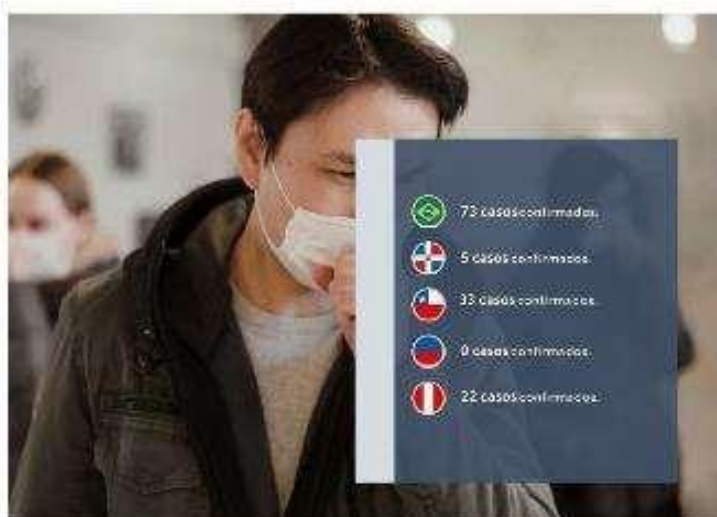 73 casos confirmados.
5 casos confirmados.
33 casos confirmados.
0 casos confirmados.
22 casos confirmados.